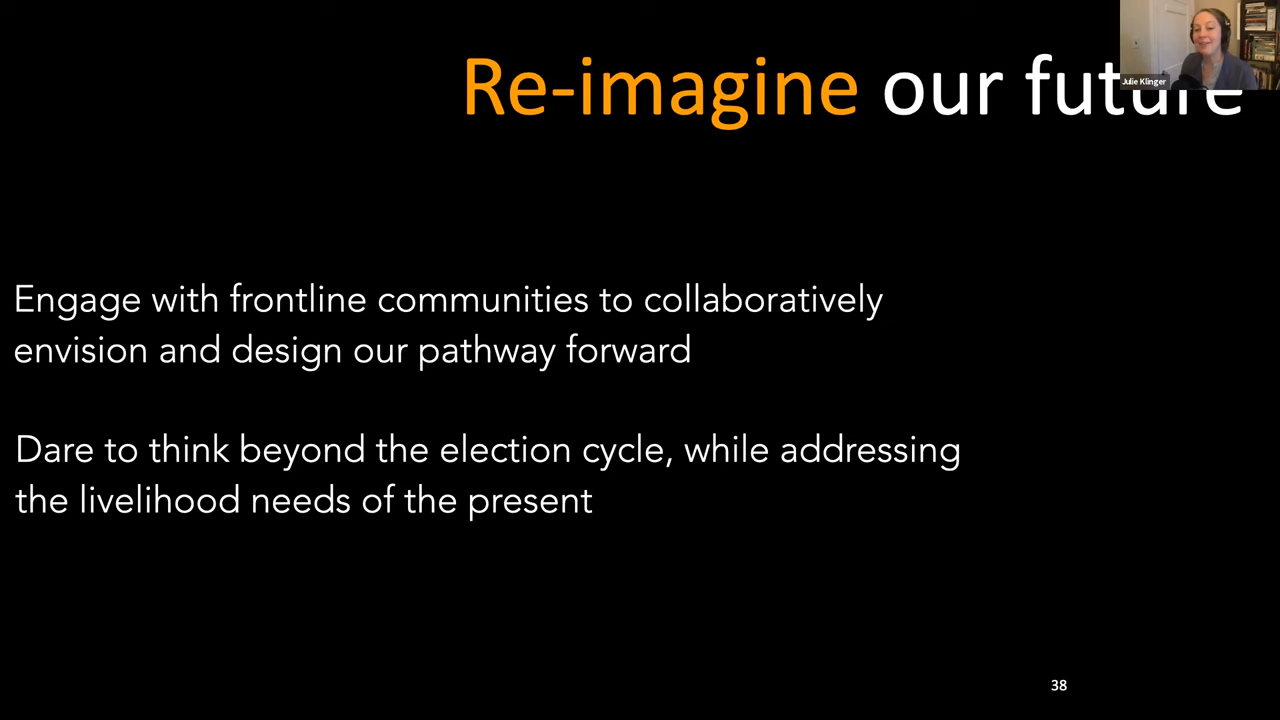 Re-imagine our future
Julie Klinger
Engage with frontline communities to collaboratively
envision and design our pathway forward
Dare to think beyond the election cycle, while addressing
the livelihood needs of the present
38